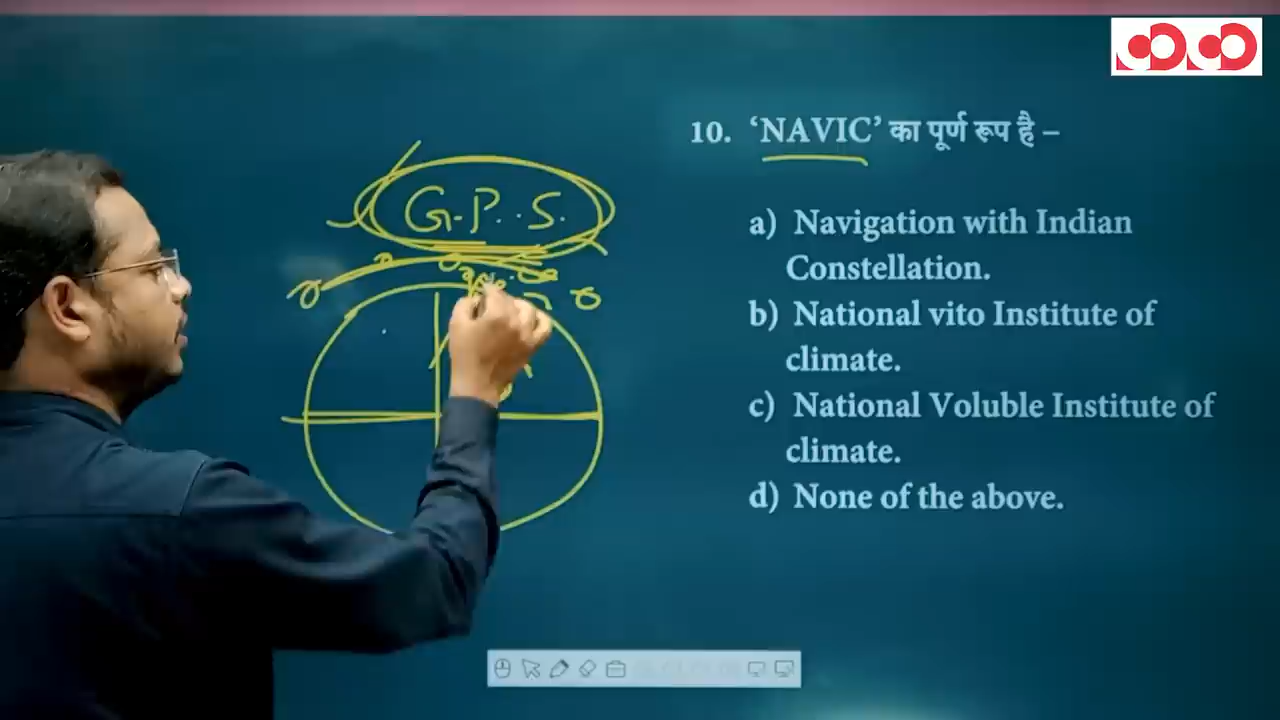 10. ‘NAVIC’ का पूर्ण रूप है –
G.P.S.
a) Navigation with Indian
Constellation.
b) National vito Institute of
climate.
c) National Voluble Institute of
climate.
d) None of the above.